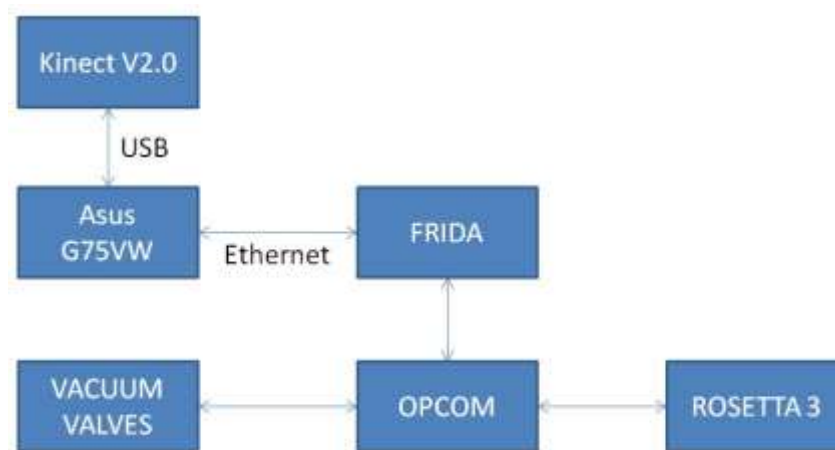 Kinect V2.0
USB
Asus
G75VW
Ethernet
FRIDA
VACUUM
VALVES
OPCOM
ROSETTA 3